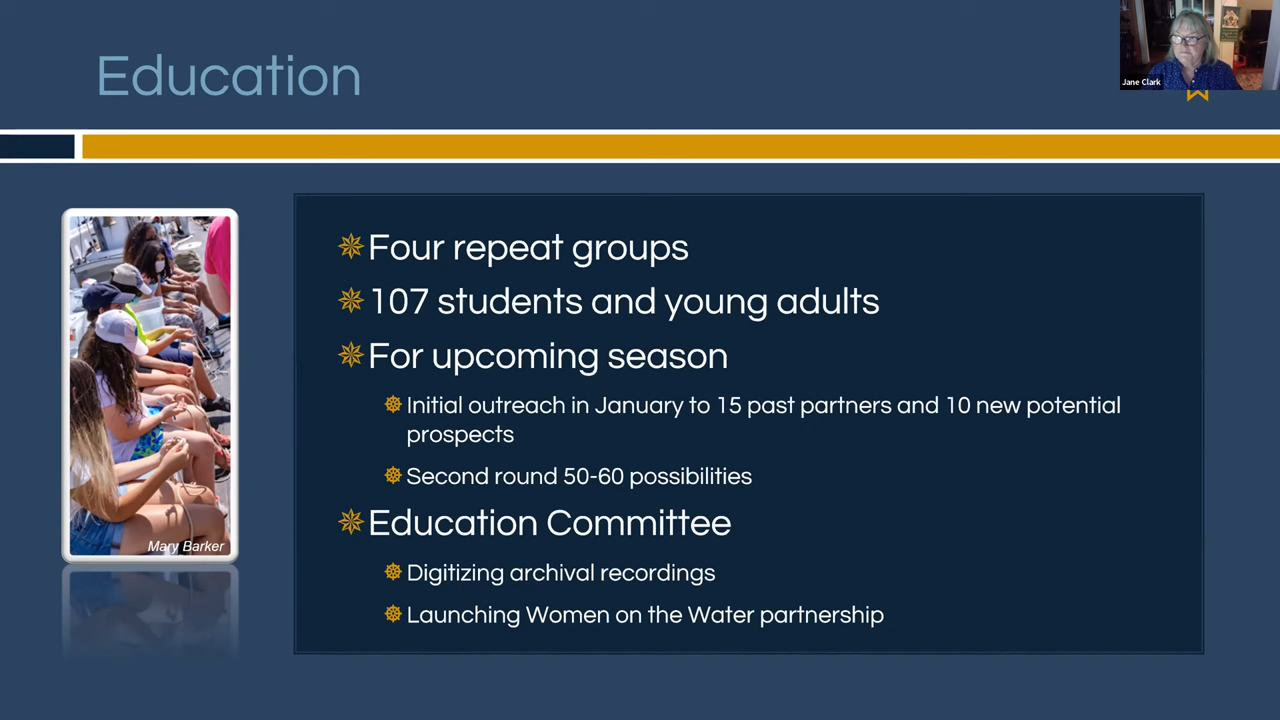 Education
Jane Clark
Four repeat groups
107 students and young adults
For upcoming season
Initial outreach in January to 15 past partners and 10 new potential
prospects
Second round 50-60 possibilities
Education Committee
Digitizing archival recordings
Launching Women on the Water partnership
Mary Barker